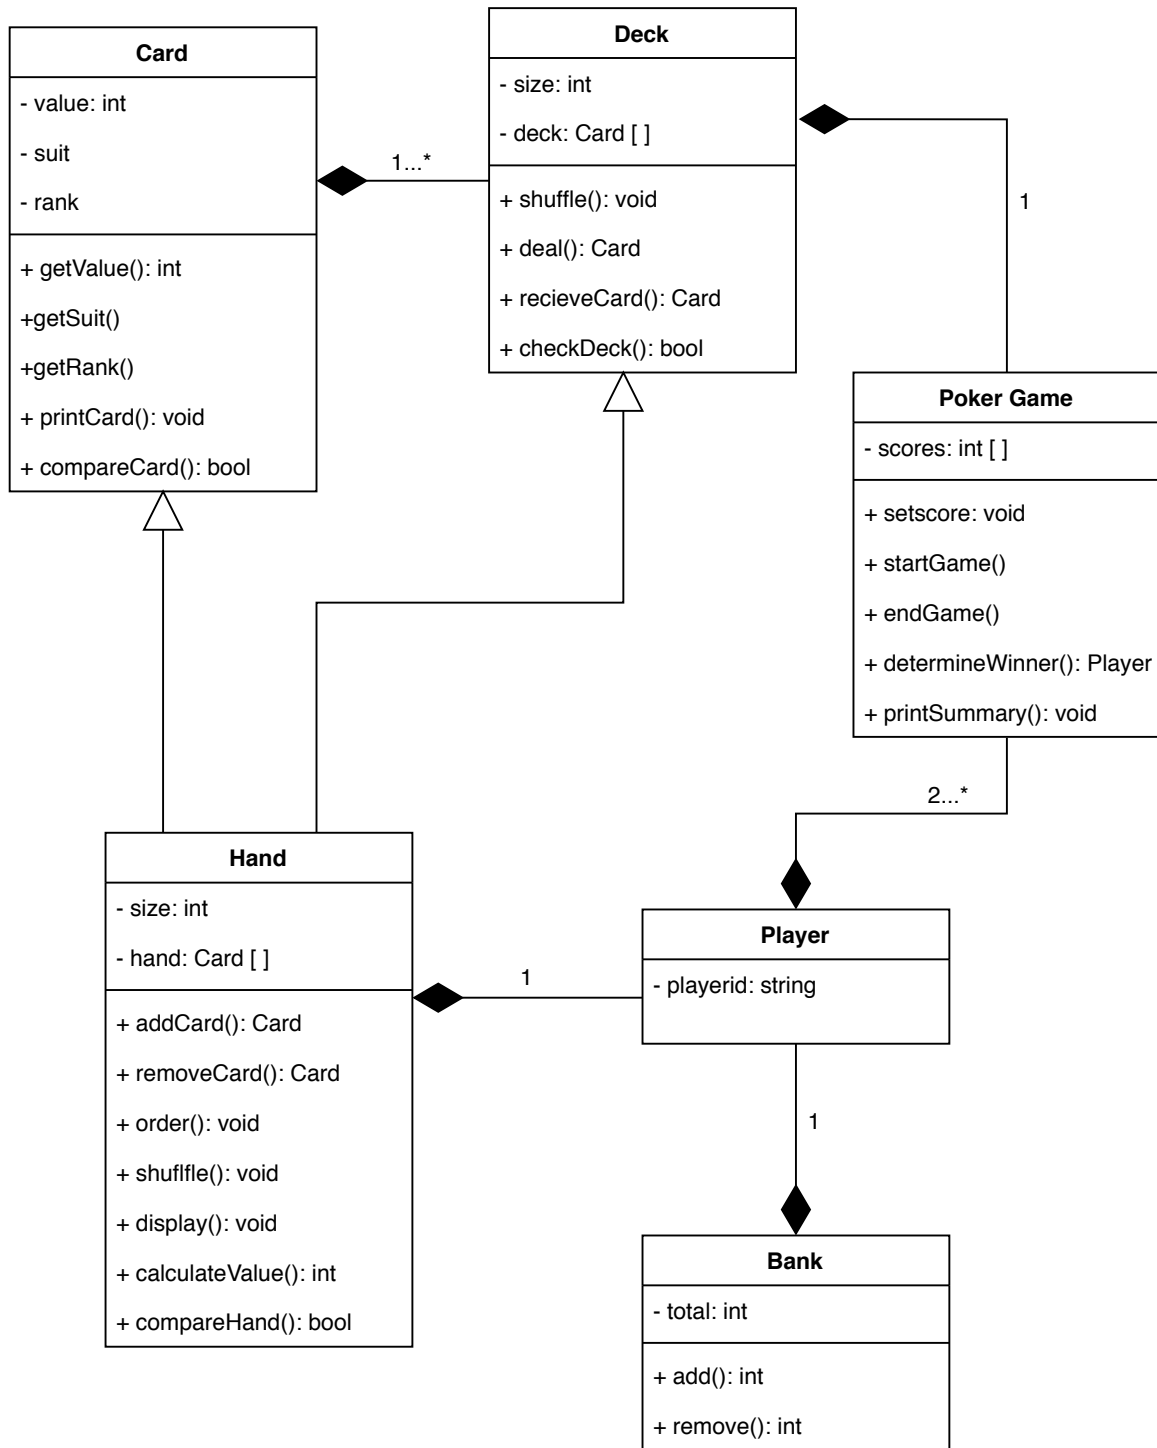 Card
- value: int
- suit
- rank
+ getValue(): int
+getSuit()
+getRank()
+ printCard(): void
+ compareCard(): bool
1...*
Deck
- size: int
- deck: Card [ ]
+ shuffle(): void
+ deal(): Card
+ recieveCard(): Card
+ checkDeck(): bool
1
Poker Game
- scores: int [ ]
+ setscore: void
+ startGame()
+ endGame()
+ determineWinner(): Player
+ printSummary(): void
2...*
Hand
- size: int
- hand: Card [ ]
+ addCard(): Card
+ removeCard(): Card
+ order(): void
+ shuflfle(): void
+ display(): void
+ calculateValue(): int
+ compareHand(): bool
1
Player
- playerid: string
1
Bank
- total: int
+ add(): int
+ remove(): int